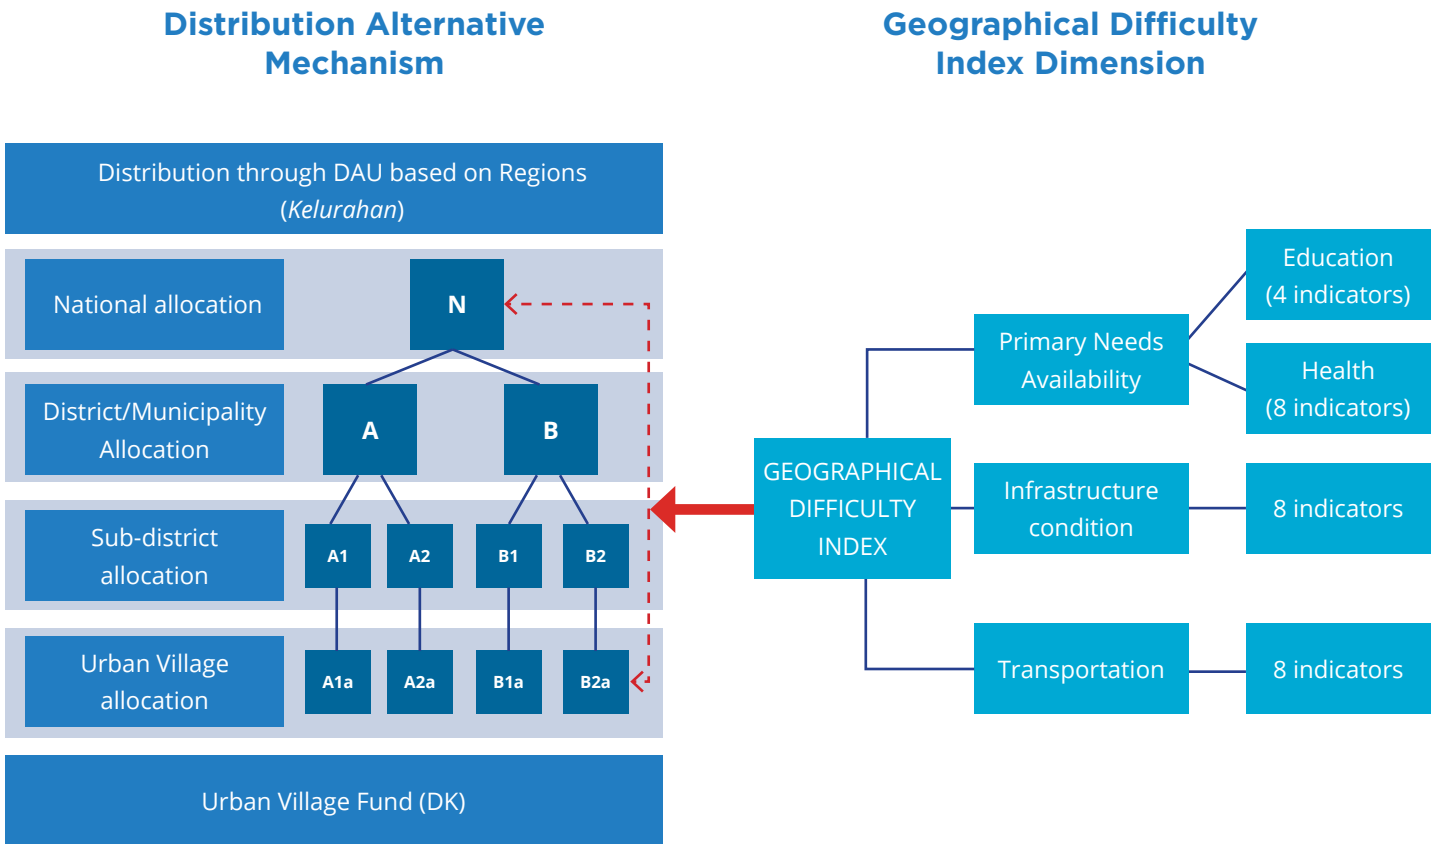 Distribution Alternative
Mechanism
Distribution through DAU based on Regions
(Kelurahan)
National allocation
N
District/Municipality
Allocation
A
B
Sub-district
allocation
A1
A2
B1
B2
Urban Village
allocation
A1a
A2a
B1a
B2a
Urban Village Fund (DK)
Geographical Difficulty
Index Dimension
GEOGRAPHICAL
DIFFICULTY
INDEX
Primary Needs
Availability
Education
(4 indicators)
Health
(8 indicators)
Infrastructure
condition
8 indicators
Transportation
8 indicators